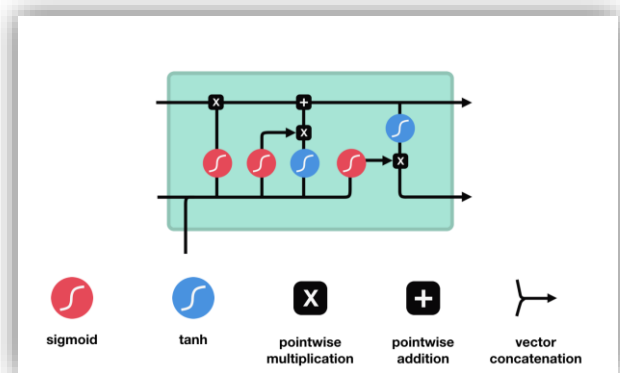 X
+
X
X
X
+
sigmoid
tanh
pointwise
multiplication
pointwise
addition
vector
concatenation